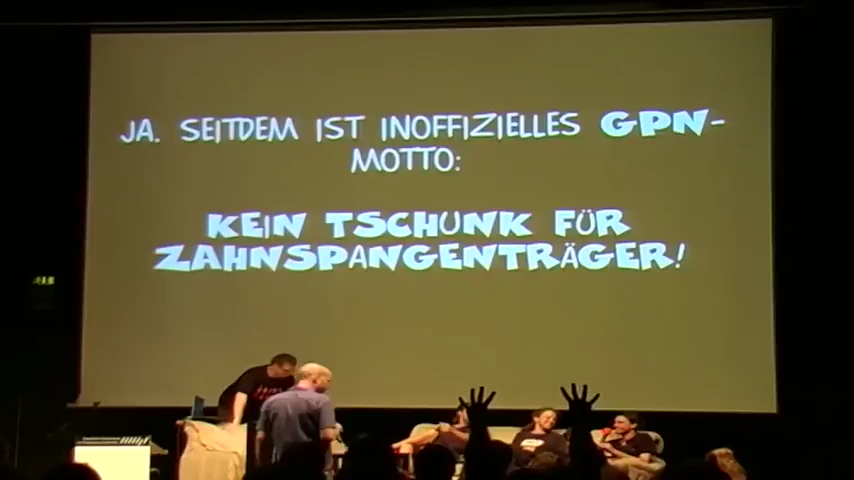 JA. SEITDEM IST INOFFIZIELLES GPN-
MOTTO:
KEIN TSCHUNK FÜR
ZAHNSPANGENTRÄGER!